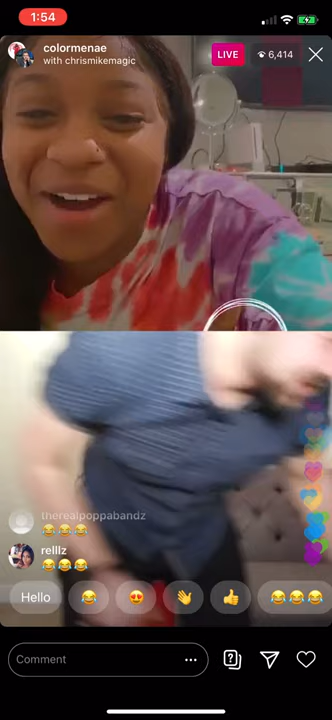 1:54
colormenae
with chrismikemagic
LIVE
6,414
therealpoppabandz
😂😂😂
relllz
😂😂😂
Hello 😂 😍 👋 👍 😂😂😂
Comment